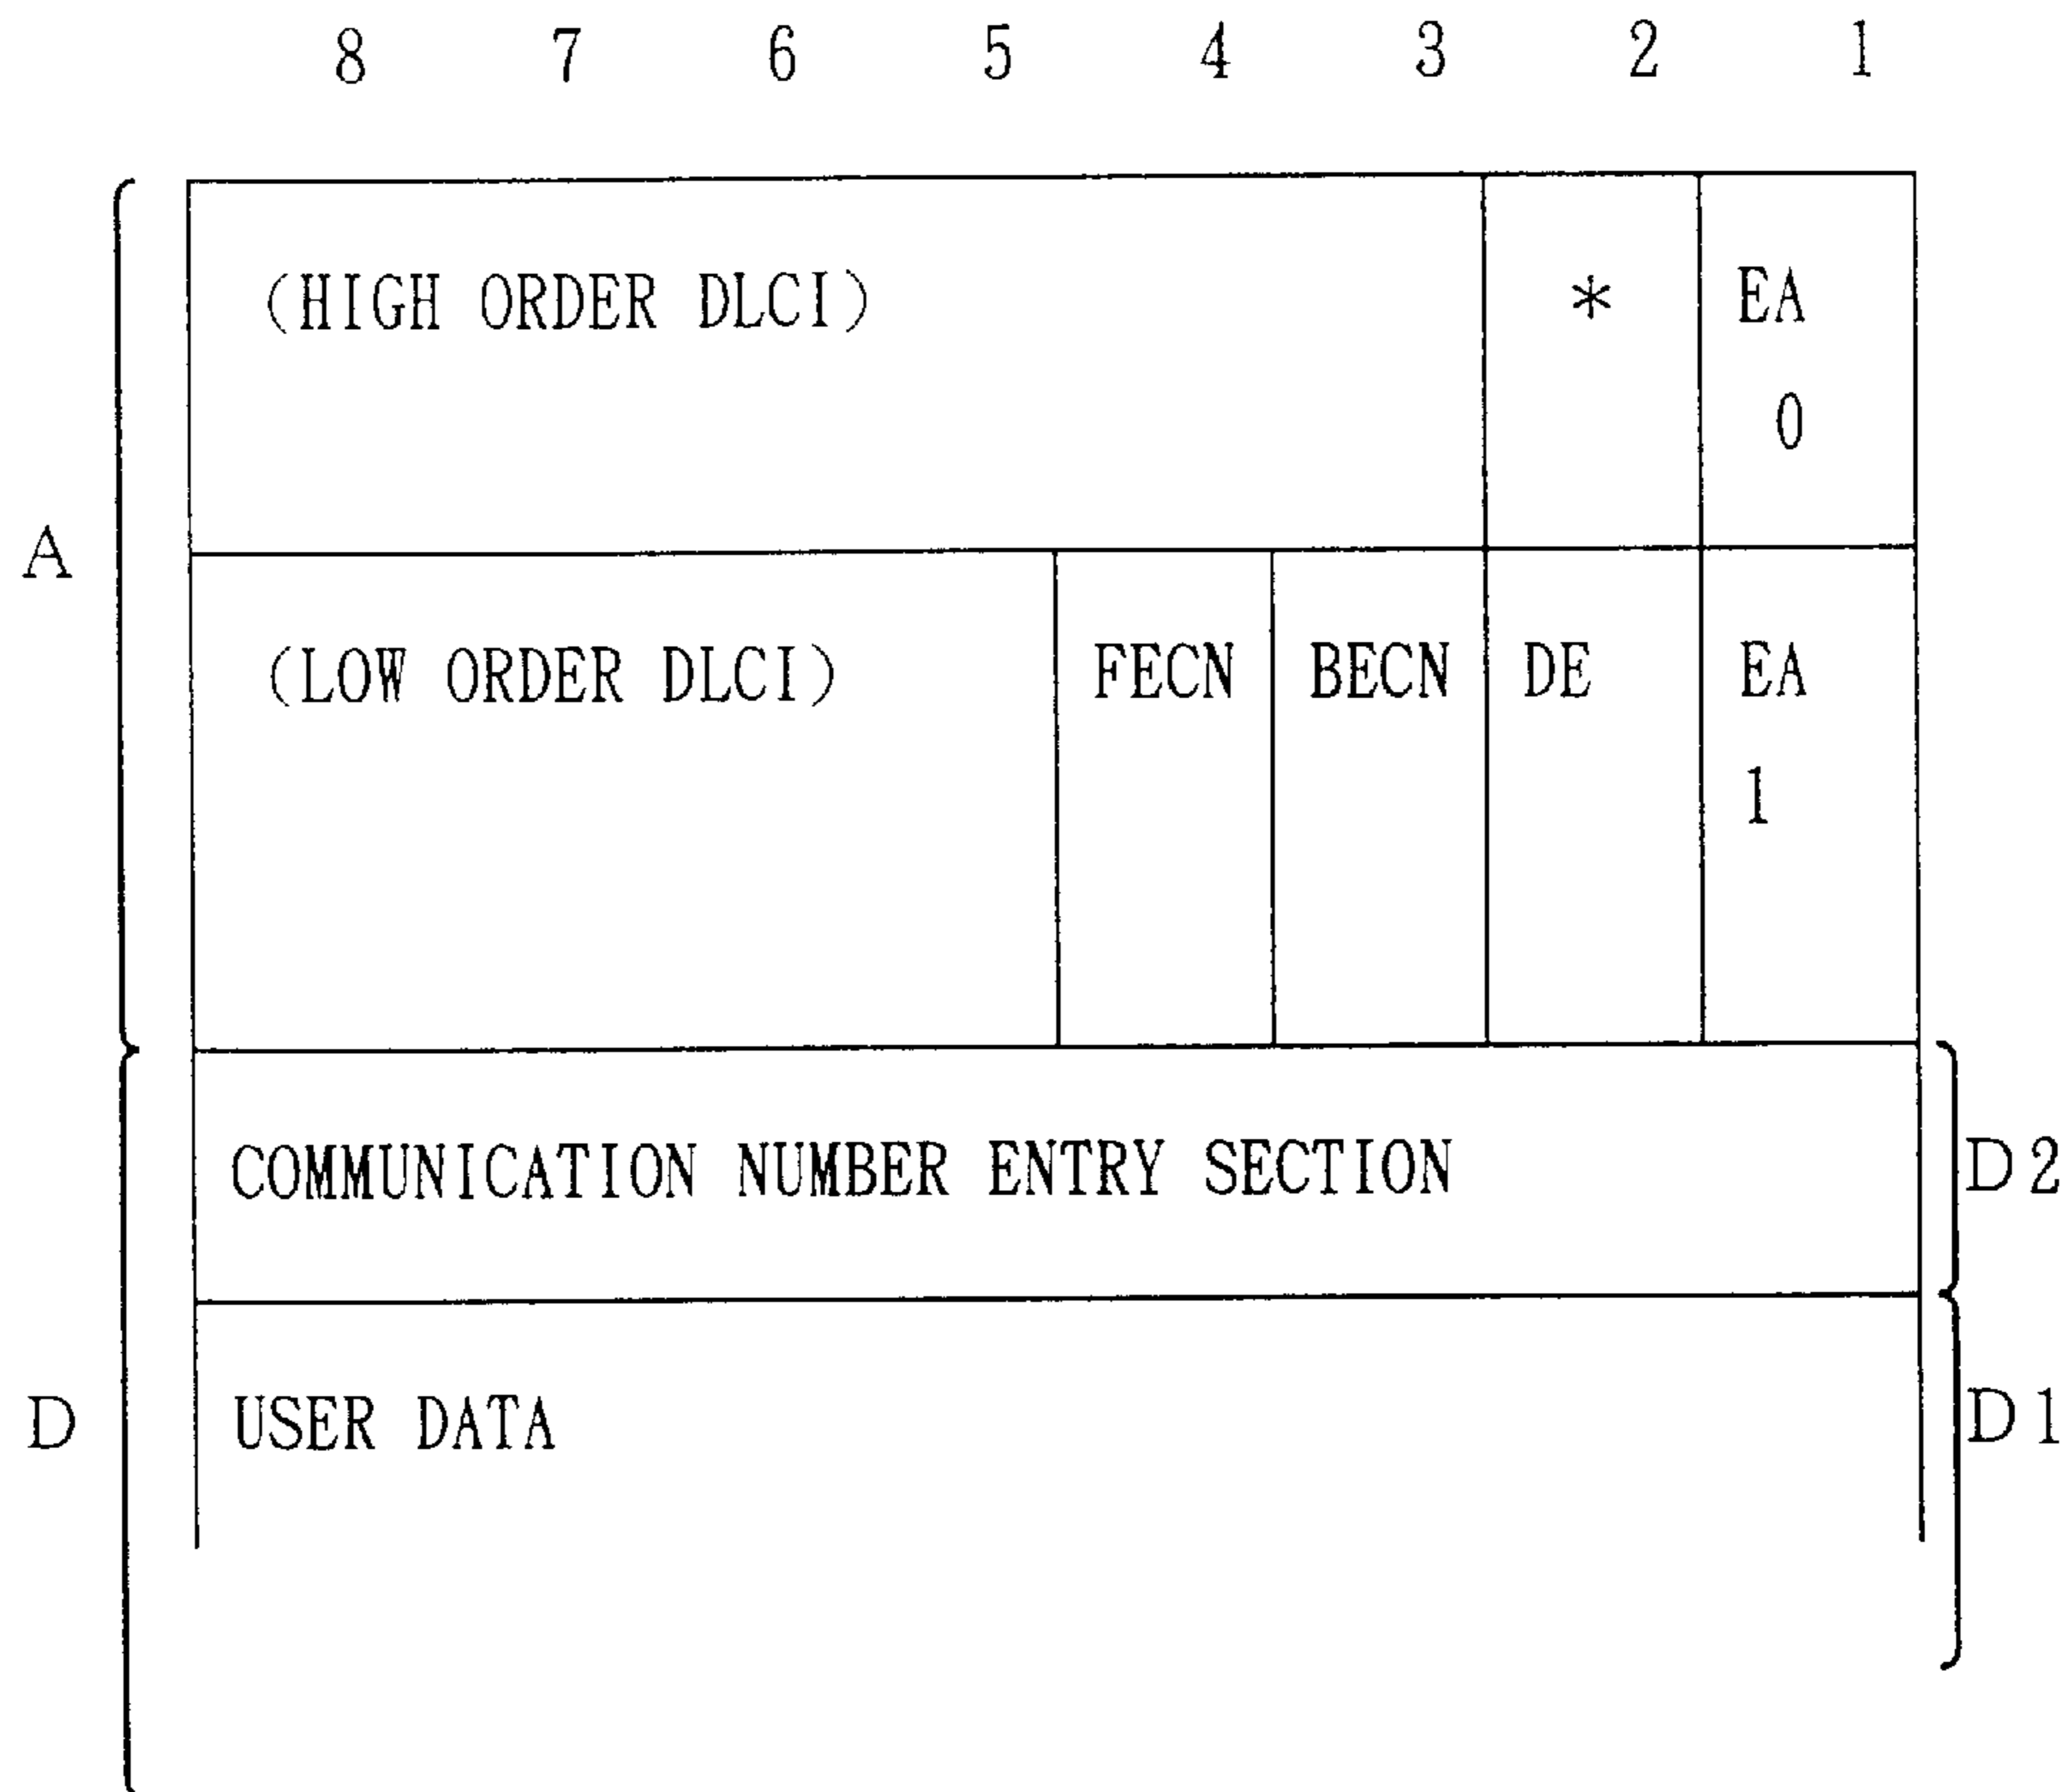 8 7 6 5 4 3 2 1
(HIGH ORDER DLCI) * EA
0
A
(LOW ORDER DLCI) FECN BECN DE EA
1
COMMUNICATION NUMBER ENTRY SECTION D2
D USER DATA D1